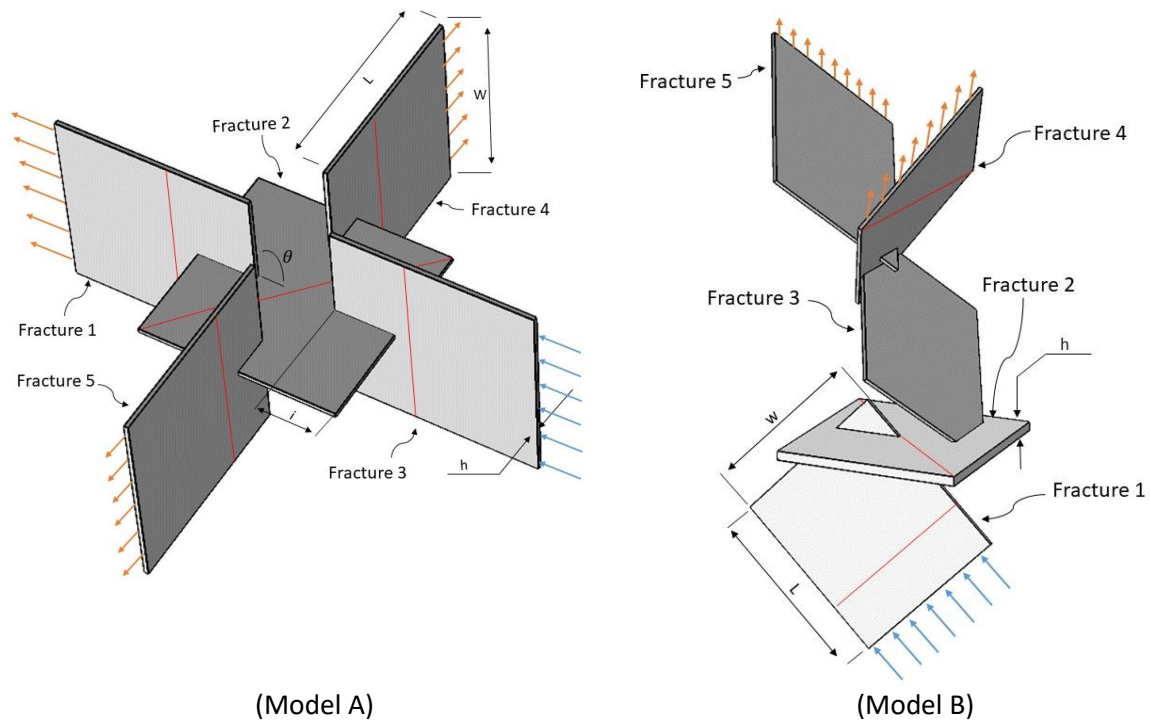 L
W
Fracture 2
Fracture 4
θ
Fracture 1
Fracture 5
i
Fracture 3
h
(Model A)
Fracture 5
Fracture 4
Fracture 3
Fracture 2
h
w
Fracture 1
L
(Model B)